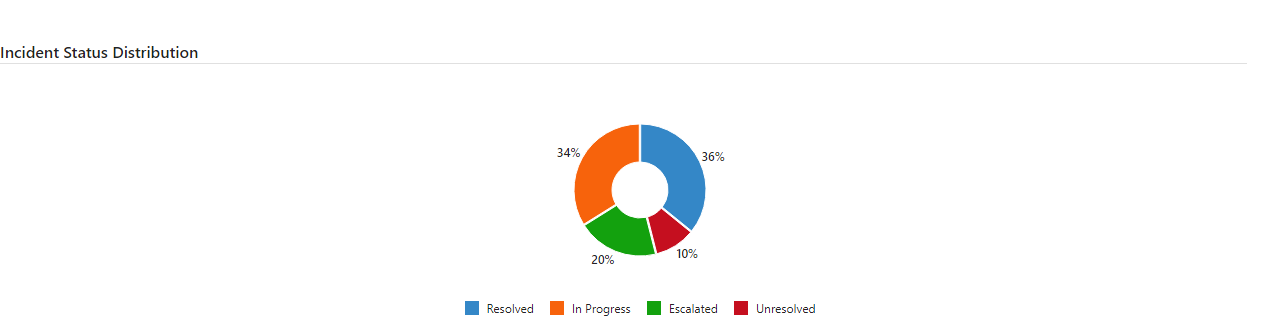 Incident Status Distribution
34%
36%
20%
10%
Resolved In Progress Escalated Unresolved